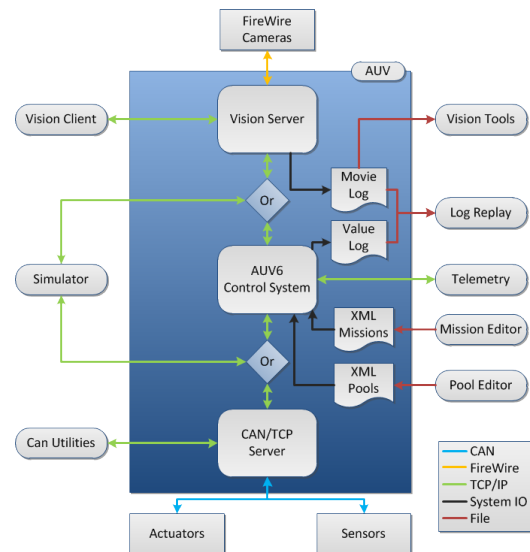 FireWire
Cameras
AUV
Vision Client
Vision Server
Vision Tools
Movie
Log
Or
Value
Log
Log Replay
Simulator
AUV6
Control System
Telemetry
XML
Missions
Mission Editor
Or
XML
Pools
Pool Editor
Can Utilities
CAN/TCP
Server
CAN
FireWire
TCP/IP
System IO
File
Actuators
Sensors